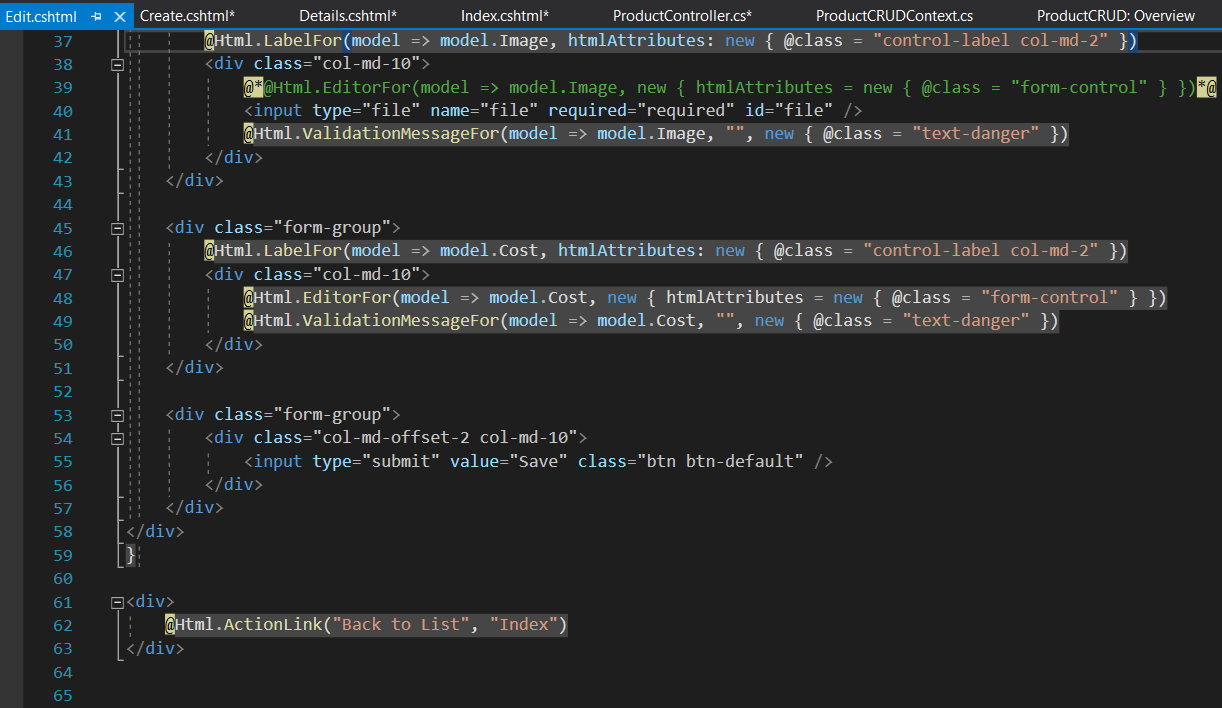 Edit.cshtml Create.cshtml* Details.cshtml* Index.cshtml* ProductController.cs* ProductCRUDContext.cs ProductCRUD: Overview
37 @Html.LabelFor(model => model.Image, htmlAttributes: new { @class = "control-label col-md-2" })
38 <div class="col-md-10">
39 @*@Html.EditorFor(model => model.Image, new { htmlAttributes = new { @class = "form-control" } })*@
40 <input type="file" name="file" required="required" id="file" />
41 @Html.ValidationMessageFor(model => model.Image, "", new { @class = "text-danger" })
42 </div>
43 </div>
44
45 <div class="form-group">
46 @Html.LabelFor(model => model.Cost, htmlAttributes: new { @class = "control-label col-md-2" })
47 <div class="col-md-10">
48 @Html.EditorFor(model => model.Cost, new { htmlAttributes = new { @class = "form-control" } })
49 @Html.ValidationMessageFor(model => model.Cost, "", new { @class = "text-danger" })
50 </div>
51 </div>
52
53 <div class="form-group">
54 <div class="col-md-offset-2 col-md-10">
55 <input type="submit" value="Save" class="btn btn-default" />
56 </div>
57 </div>
58 </div>
59 }
60
61 <div>
62 @Html.ActionLink("Back to List", "Index")
63 </div>
64
65